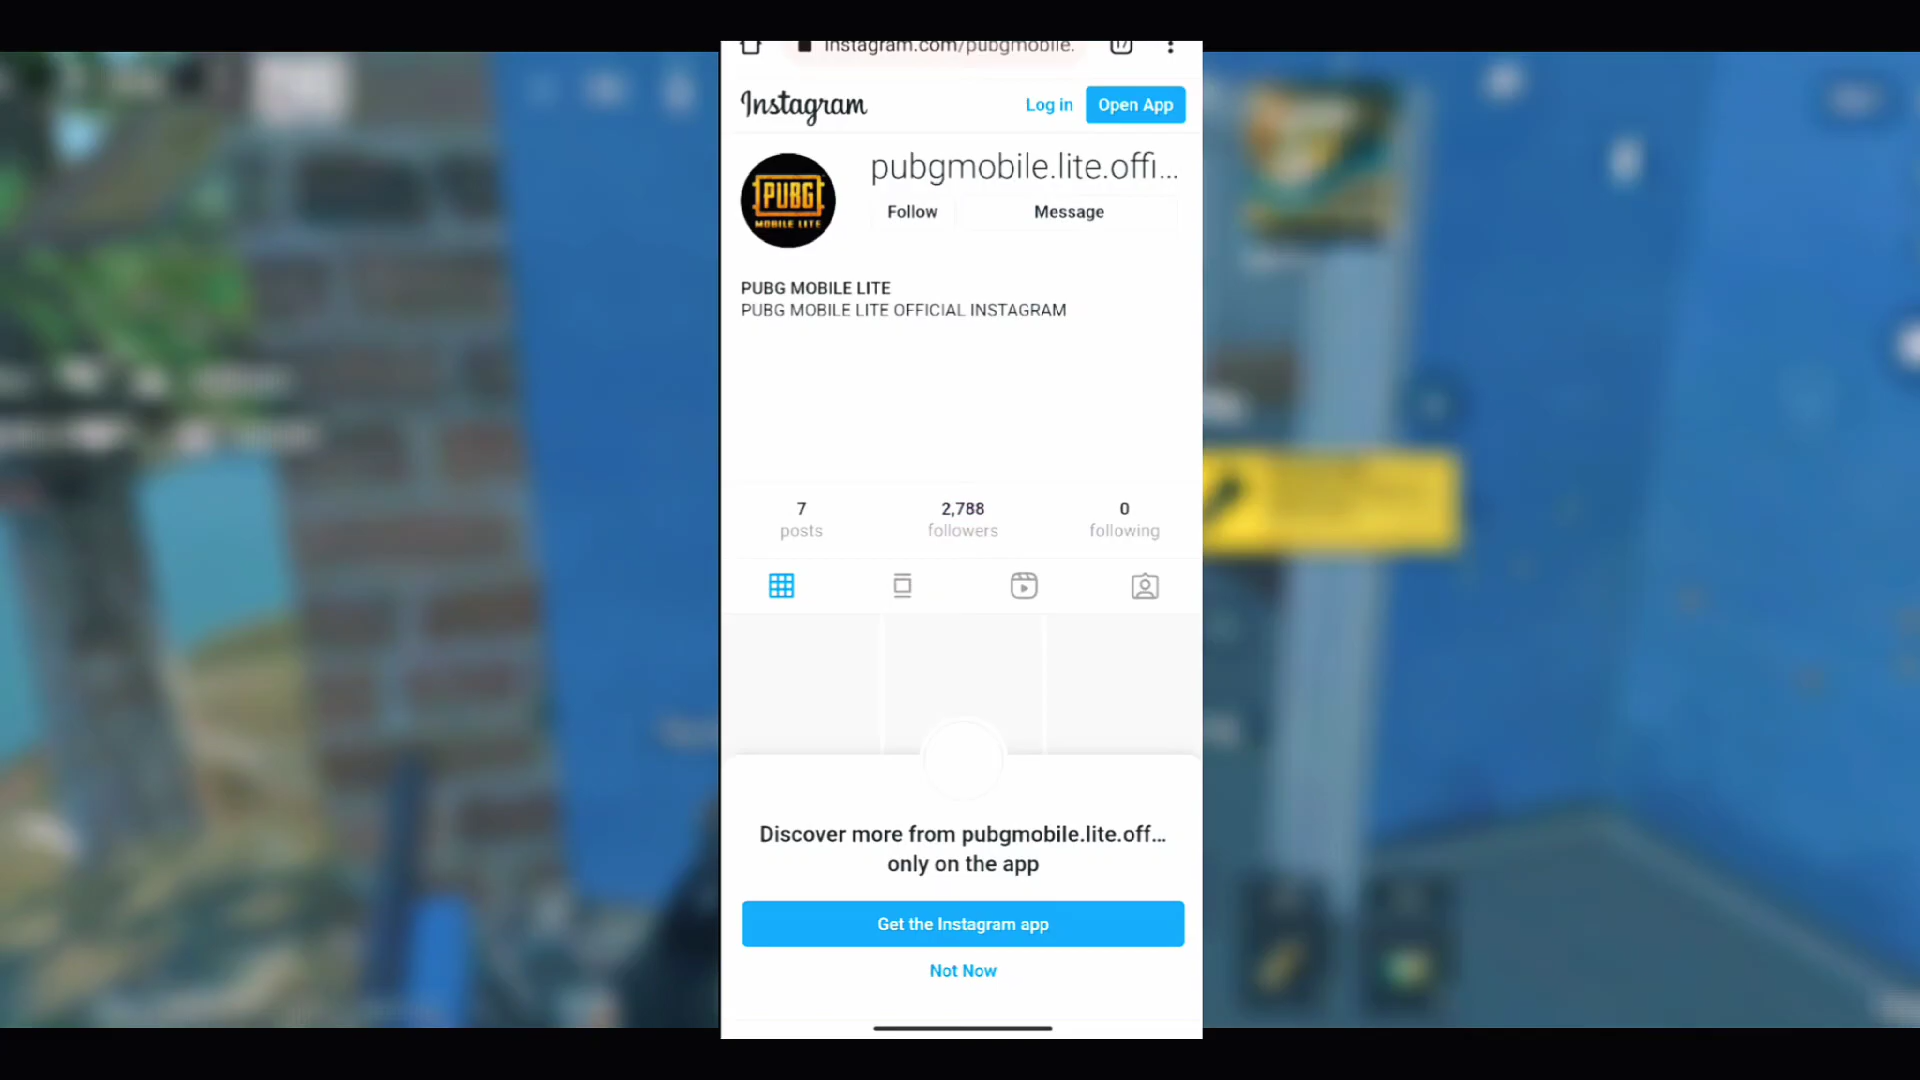 instagram.com/pubgmobile.
17
Instagram
Log in
Open App
PUBG
MOBILE LITE
pubgmobile.lite.offi...
Follow
Message
PUBG MOBILE LITE
PUBG MOBILE LITE OFFICIAL INSTAGRAM
7
posts
2,788
followers
0
following
Discover more from pubgmobile.lite.off...
only on the app
Get the Instagram app
Not Now